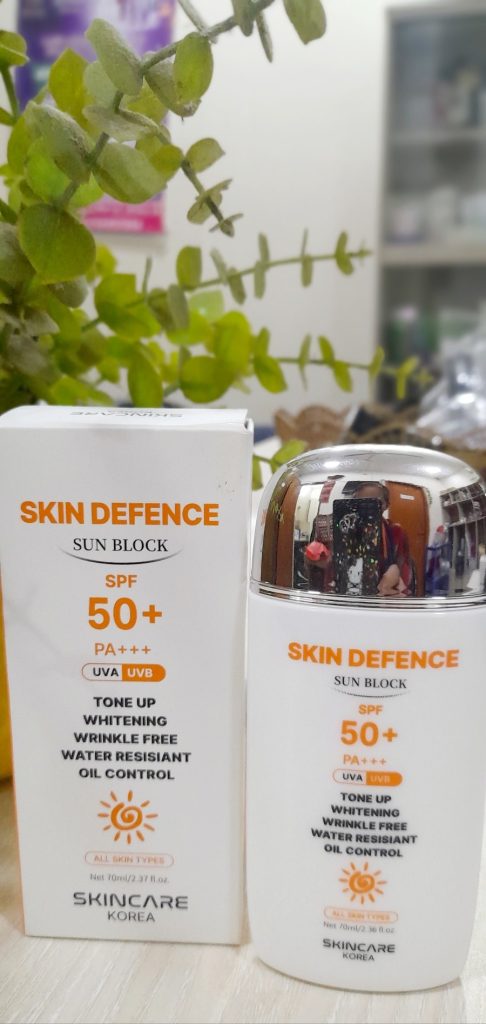 SKINCARE
SKIN DEFENCE
SUN BLOCK
SPF
50+
PA+++
UVA UVB
TONE UP
WHITENING
WRINKLE FREE
WATER RESISIANT
OIL CONTROL
ALL SKIN TYPES
Net 70ml/2.37 fl.oz.
SKINCARE
KOREA
SKIN DEFENCE
SUN BLOCK
SPF
50+
PA+++
UVA UVB
TONE UP
WHITENING
WRINKLE FREE
WATER RESISIANT
OIL CONTROL
ALL SKIN TYPES
Net 70ml/2.36 fl.oz
SKINCARE
KOREA